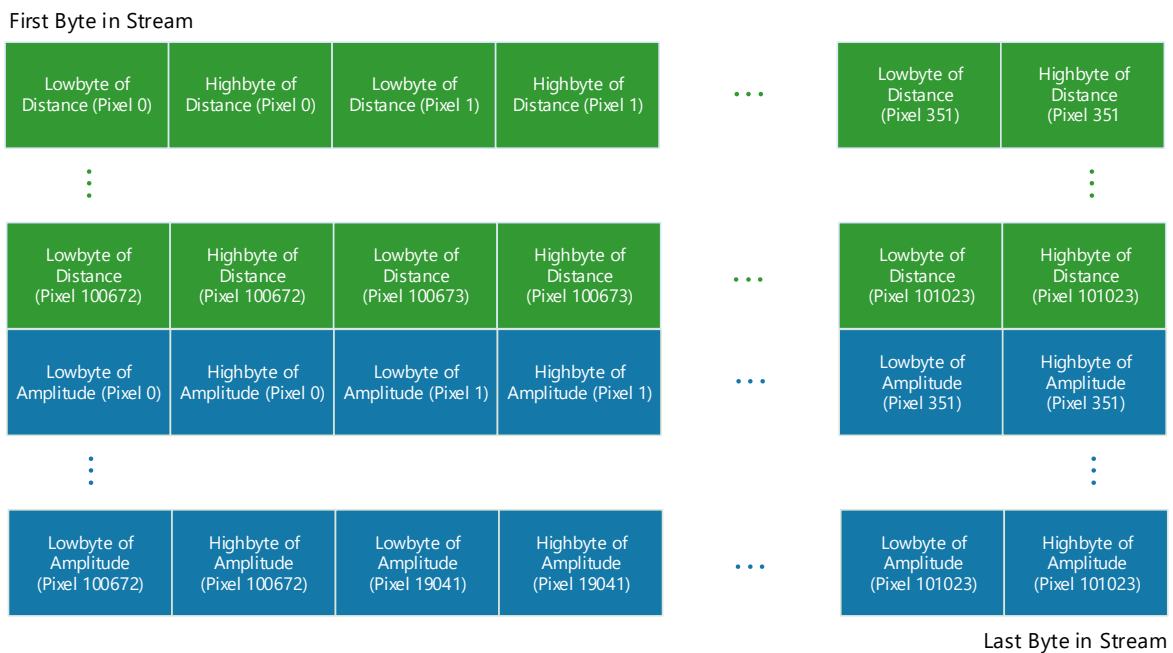 First Byte in Stream
Lowbyte of
Distance (Pixel 0)
Highbyte of
Distance (Pixel 0)
Lowbyte of
Distance (Pixel 1)
Highbyte of
Distance (Pixel 1)
Lowbyte of
Distance
(Pixel 351)
Highbyte of
Distance
(Pixel 351
Lowbyte of
Distance
(Pixel 100672)
Highbyte of
Distance
(Pixel 100672)
Lowbyte of
Distance
(Pixel 100673)
Highbyte of
Distance
(Pixel 100673)
Lowbyte of
Distance
(Pixel 101023)
Highbyte of
Distance
(Pixel 101023)
Lowbyte of
Amplitude (Pixel 0)
Highbyte of
Amplitude (Pixel 0)
Lowbyte of
Amplitude (Pixel 1)
Highbyte of
Amplitude (Pixel 1)
Lowbyte of
Amplitude
(Pixel 351)
Highbyte of
Amplitude
(Pixel 351)
Lowbyte of
Amplitude
(Pixel 100672)
Highbyte of
Amplitude
(Pixel 100672)
Lowbyte of
Amplitude
(Pixel 19041)
Highbyte of
Amplitude
(Pixel 19041)
Lowbyte of
Amplitude
(Pixel 101023)
Highbyte of
Amplitude
(Pixel 101023)
Last Byte in Stream